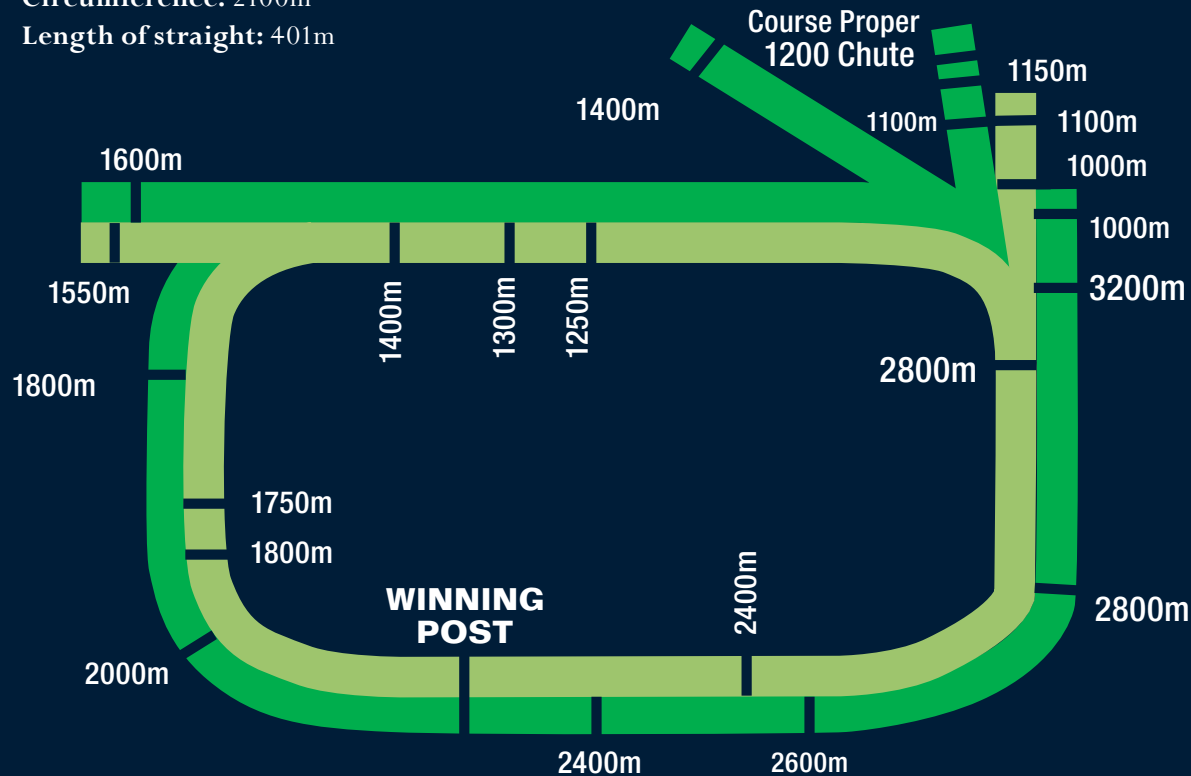 Circumference: 2100m
Length of straight: 401m
Course Proper
1200 Chute
1150m
1400m
1100m
1100m
1600m
1000m
1000m
1550m
1400m
1300m
1250m
3200m
1800m
2800m
1750m
1800m
WINNING
POST
2400m
2800m
2000m
2400m
2600m